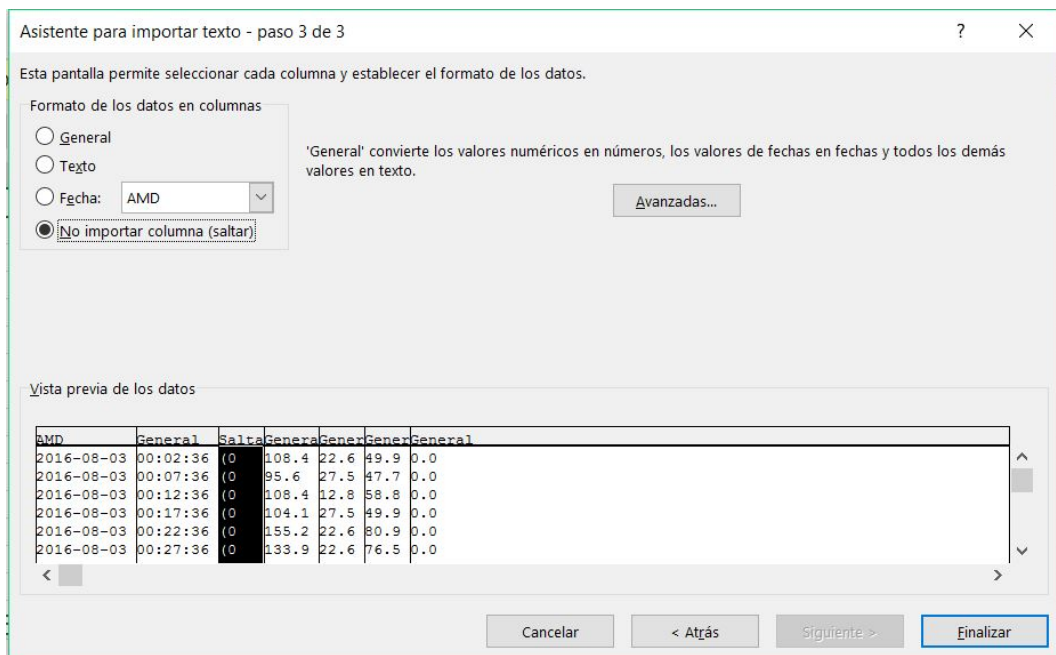 Asistente para importar texto - paso 3 de 3
?
Esta pantalla permite seleccionar cada columna y establecer el formato de los datos.
Formato de los datos en columnas
General
Texto
Fecha: AMD
No importar columna (saltar)
'General' convierte los valores numéricos en números, los valores de fechas en fechas y todos los demás
valores en texto.
Avanzadas...
Vista previa de los datos
AMD General Salta Genera Gener Gener General
2016-08-03 00:02:36 (0 108.4 22.6 49.9 0.0
2016-08-03 00:07:36 (0 95.6 27.5 47.7 0.0
2016-08-03 00:12:36 (0 108.4 12.8 58.8 0.0
2016-08-03 00:17:36 (0 104.1 27.5 49.9 0.0
2016-08-03 00:22:36 (0 155.2 22.6 80.9 0.0
2016-08-03 00:27:36 (0 133.9 22.6 76.5 0.0
Cancelar
< Atrás
Siguiente >
Finalizar